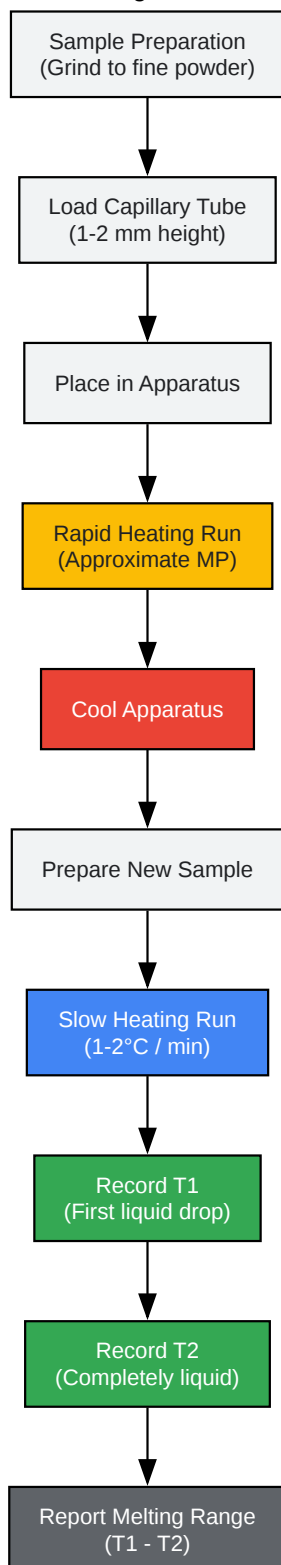 Sample Preparation
(Grind to fine powder)
Load Capillary Tube
(1-2 mm height)
Place in Apparatus
Rapid Heating Run
(Approximate MP)
Cool Apparatus
Prepare New Sample
Slow Heating Run
(1-2°C / min)
Record T1
(First liquid drop)
Record T2
(Completely liquid)
Report Melting Range
(T1 - T2)